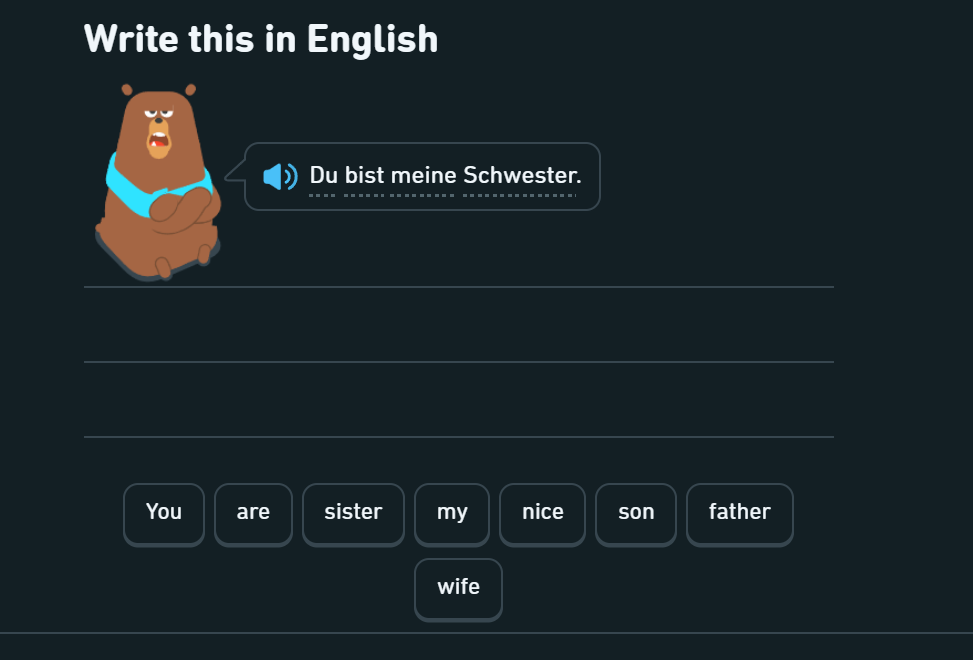 Write this in English
Du bist meine Schwester.
You are sister my nice son father
wife